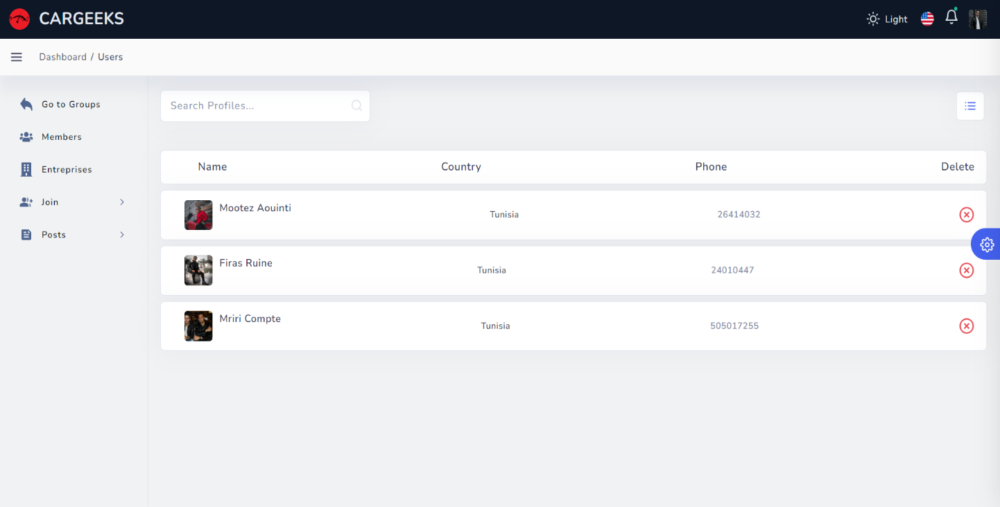 CARGEEKS
Light
Dashboard / Users
Go to Groups
Members
Entreprises
Join
Posts
Search Profiles...
Name Country Phone Delete
Mootez Aouinti Tunisia 26414032
Firas Ruine Tunisia 24010447
Mriri Compte Tunisia 505017255